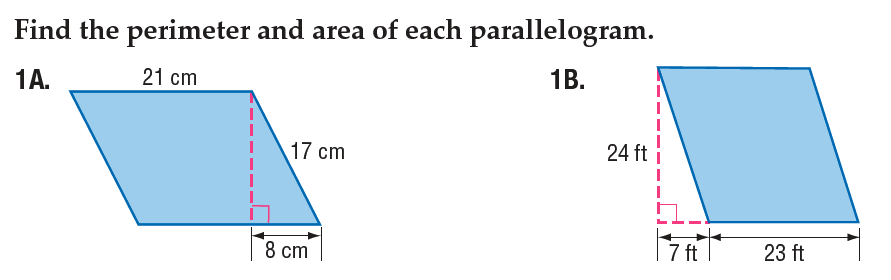 Find the perimeter and area of each parallelogram.
1A.
21 cm
17 cm
8 cm
1B.
24 ft
7 ft
23 ft